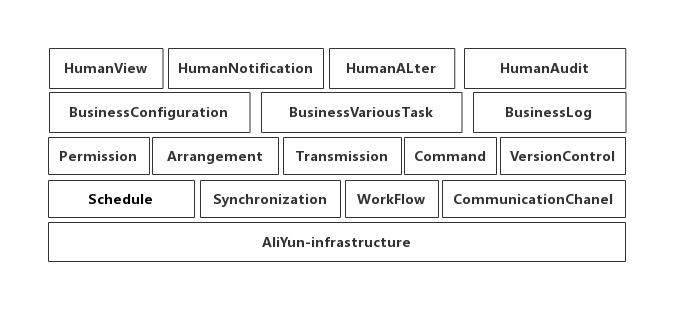 HumanView HumanNotification HumanALter HumanAudit
BusinessConfiguration BusinessVariousTask BusinessLog
Permission Arrangement Transmission Command VersionControl
Schedule Synchronization WorkFlow CommunicationChanel
AliYun-infrastructure